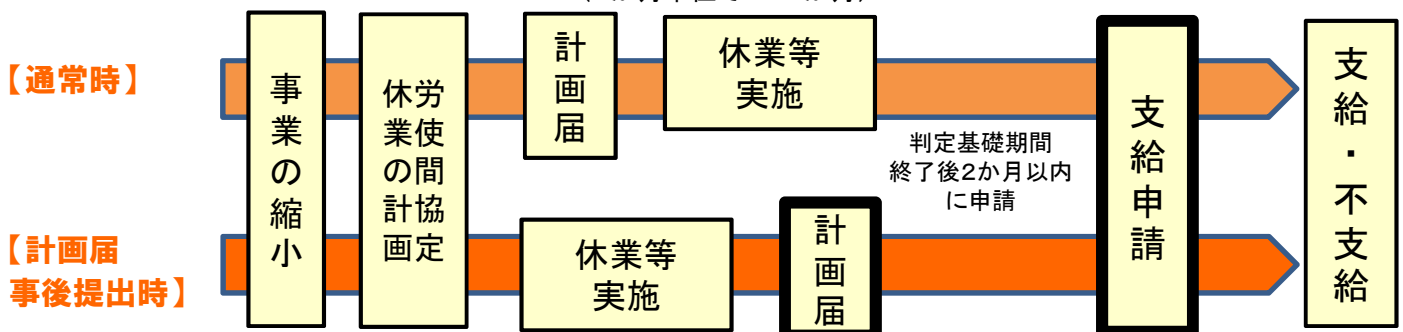 【通常時】
事業の縮小
労使間協定
休業の計画
計画届
休業等
実施
判定基礎期間
終了後2か月以内
に申請
支給申請
支給・不支給
【計画届
事後提出時】
休業等
実施
計画届